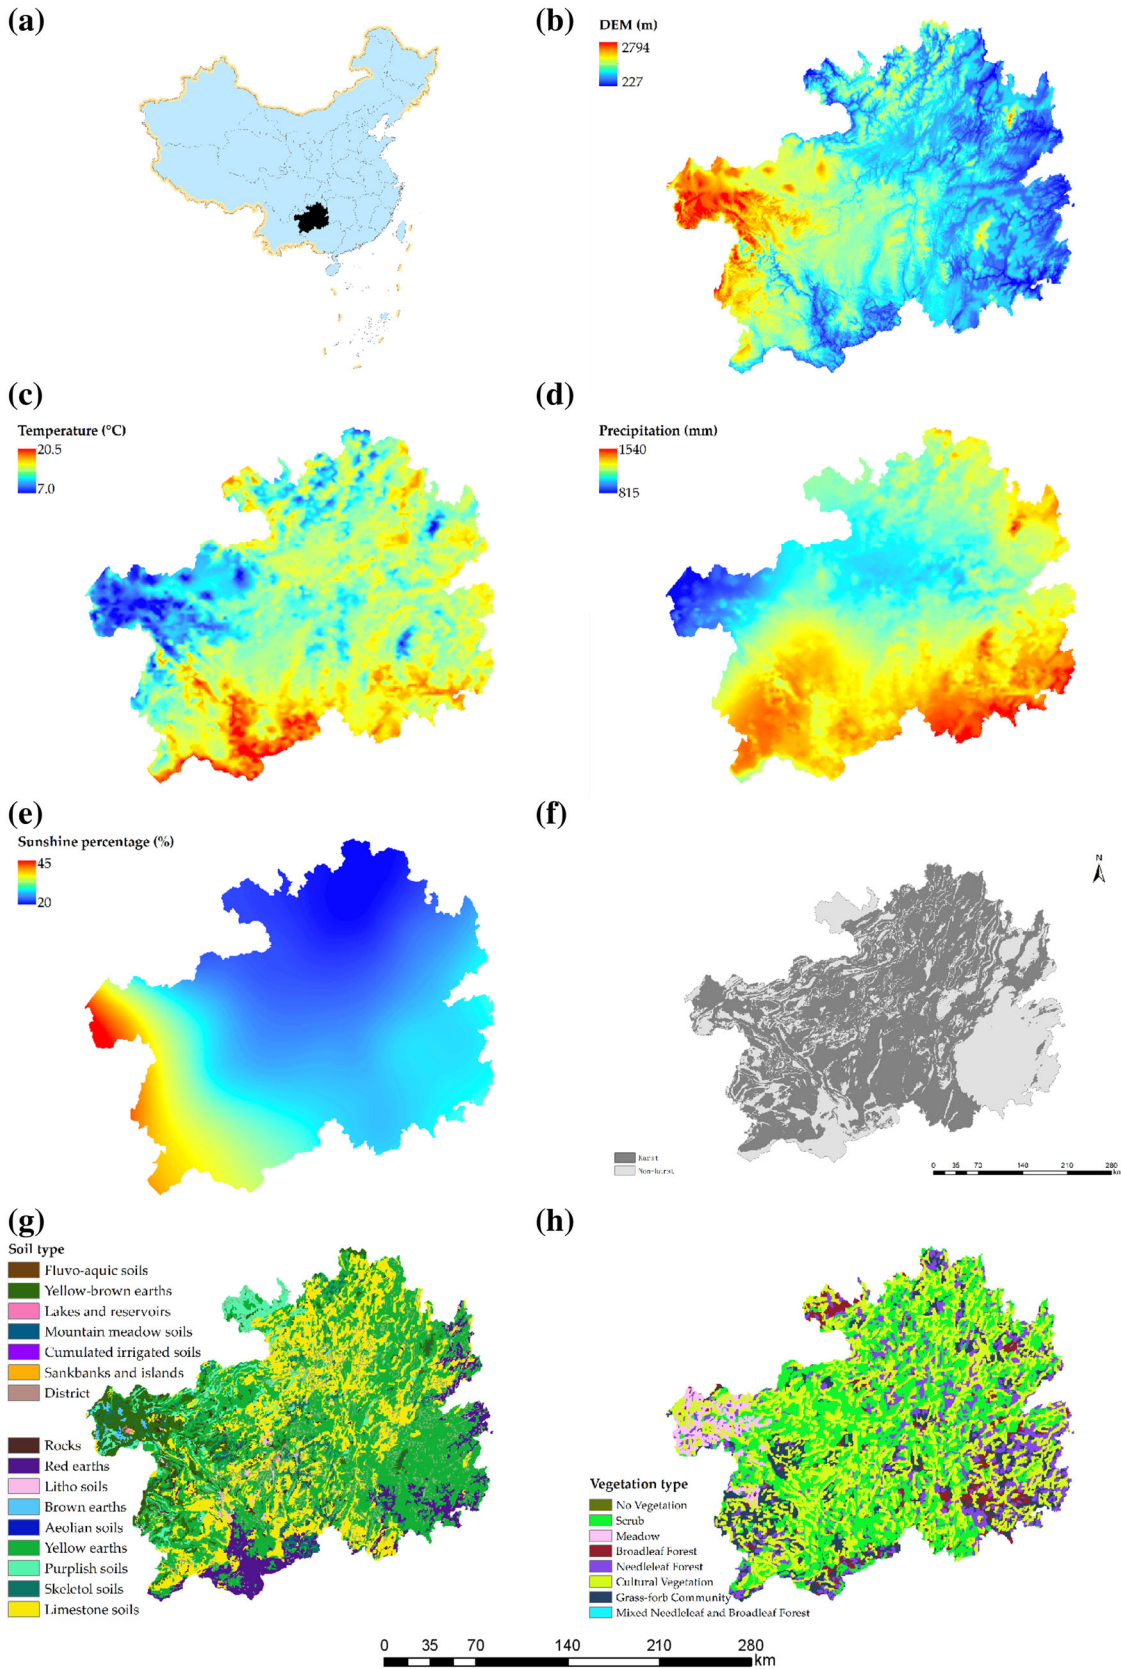 (a)
(b)
DEM (m)
2794
227
(c)
Temperature (°C)
20.5
7.0
(d)
Precipitation (mm)
1540
815
(e)
Sunshine percentage (%)
45
20
(f)
N
Karst
Non-karst
0 35 70 140 210 280
km
(g)
Soil type
Fluvo-aquic soils
Yellow-brown earths
Lakes and reservoirs
Mountain meadow soils
Cumulated irrigated soils
Sankbanks and islands
District
Rocks
Red earths
Litho soils
Brown earths
Aeolian soils
Yellow earths
Purplish soils
Skeletol soils
Limestone soils
(h)
Vegetation type
No Vegetation
Scrub
Meadow
Broadleaf Forest
Needleleaf Forest
Cultural Vegetation
Grass-forb Community
Mixed Needleleaf and Broadleaf Forest
0 35 70 140 210 280
km